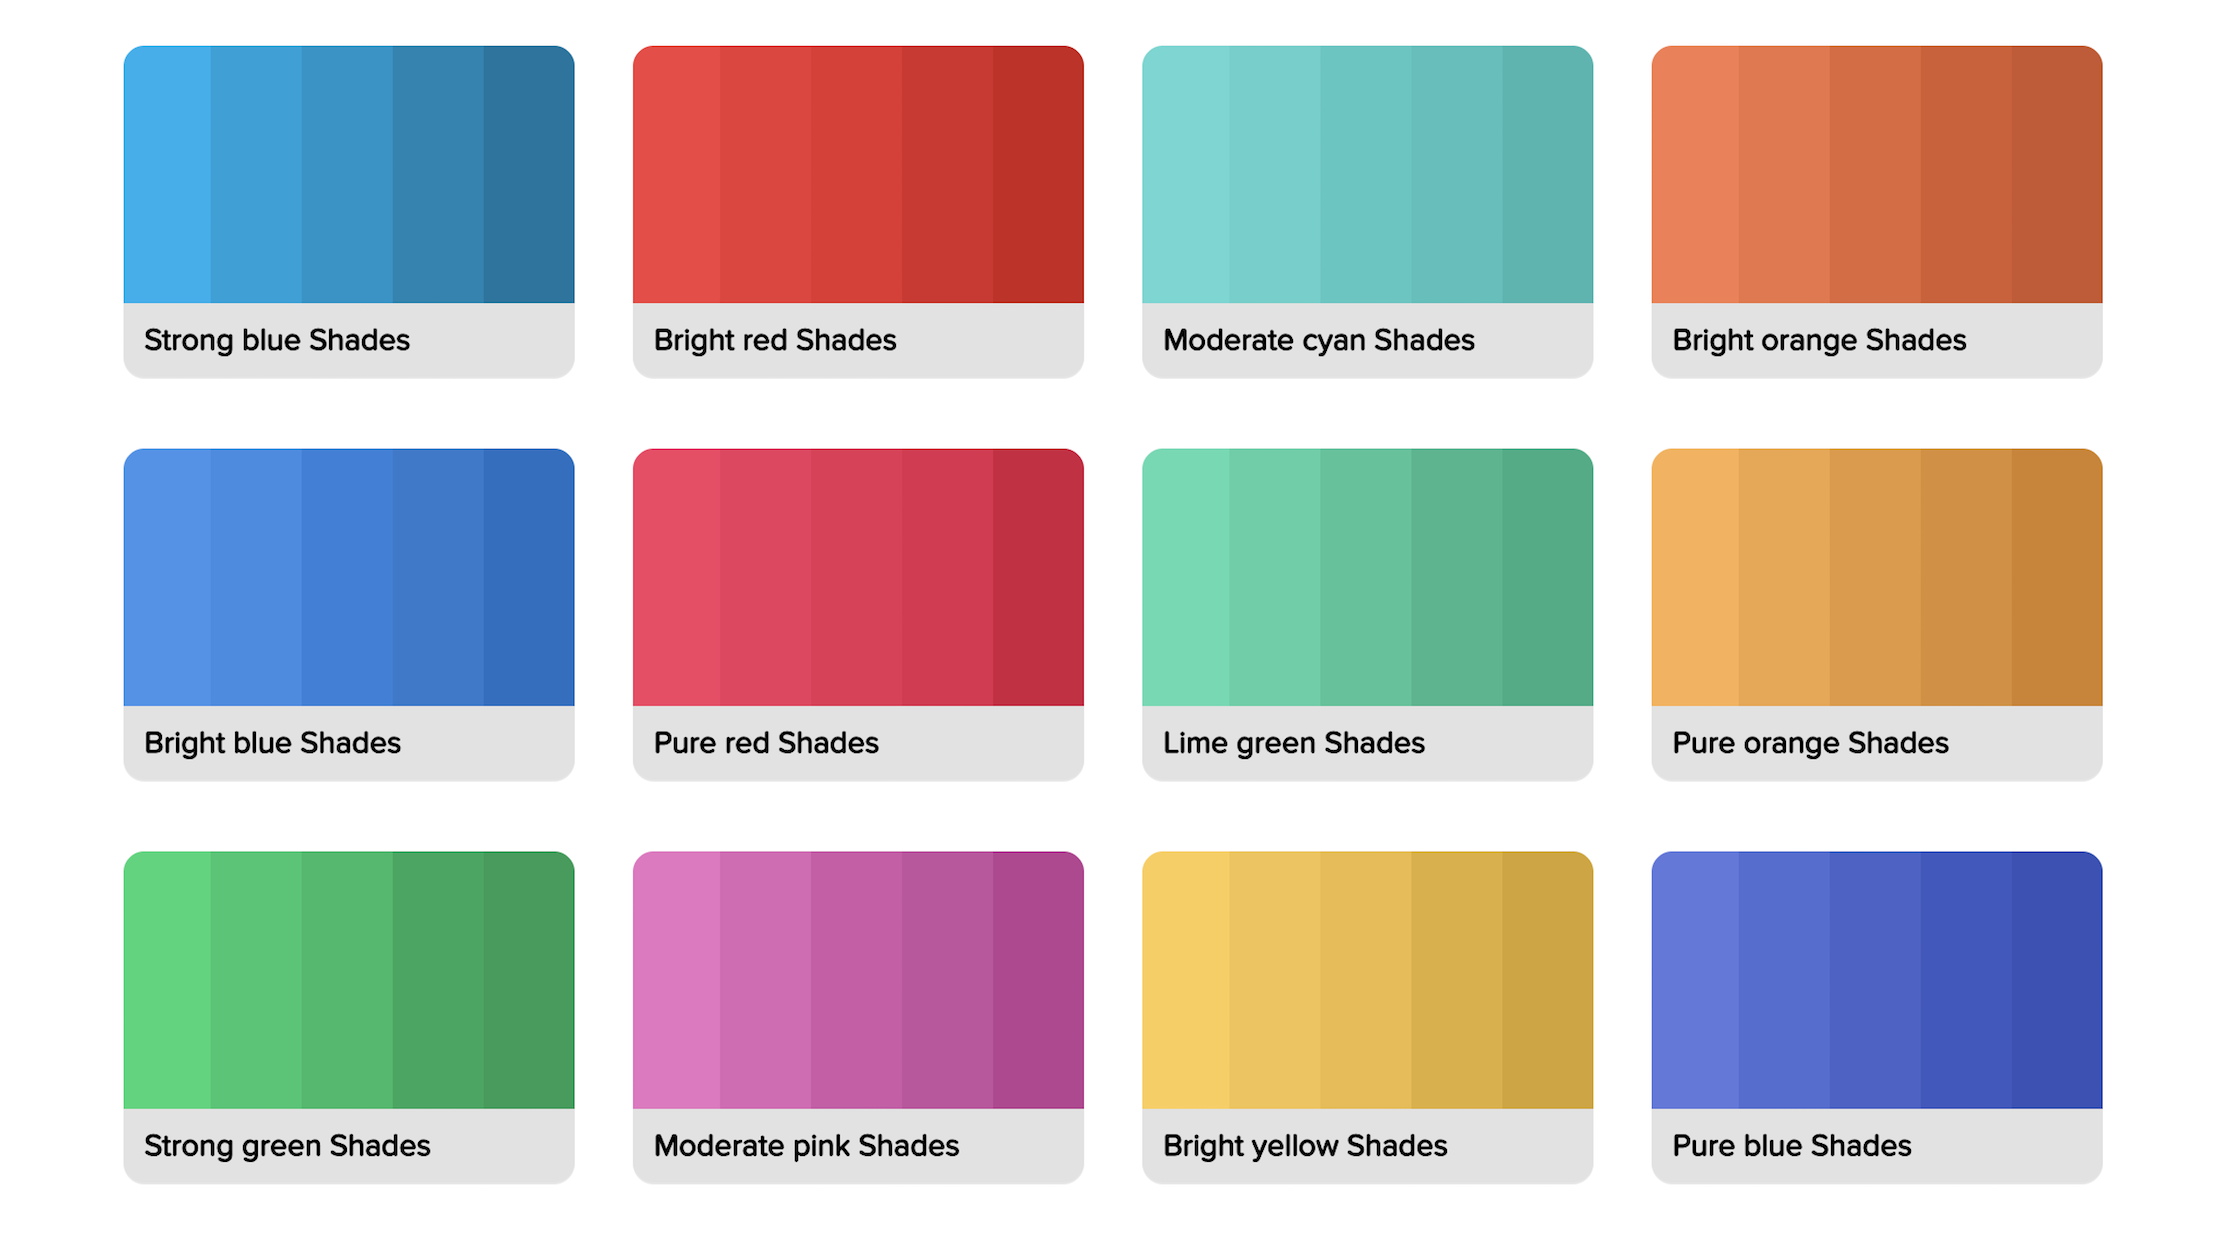 Strong blue Shades
Bright red Shades
Moderate cyan Shades
Bright orange Shades
Bright blue Shades
Pure red Shades
Lime green Shades
Pure orange Shades
Strong green Shades
Moderate pink Shades
Bright yellow Shades
Pure blue Shades